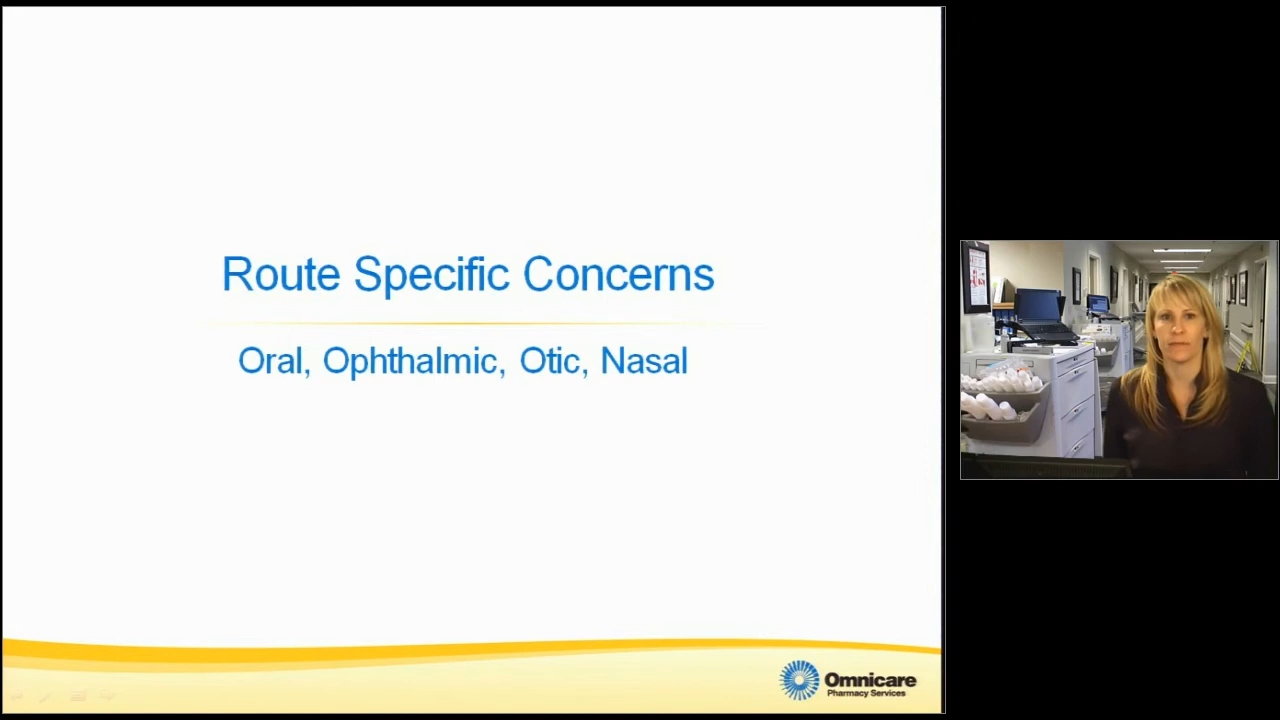 Route Specific Concerns
Oral, Ophthalmic, Otic, Nasal
Omnicare
Pharmacy Services